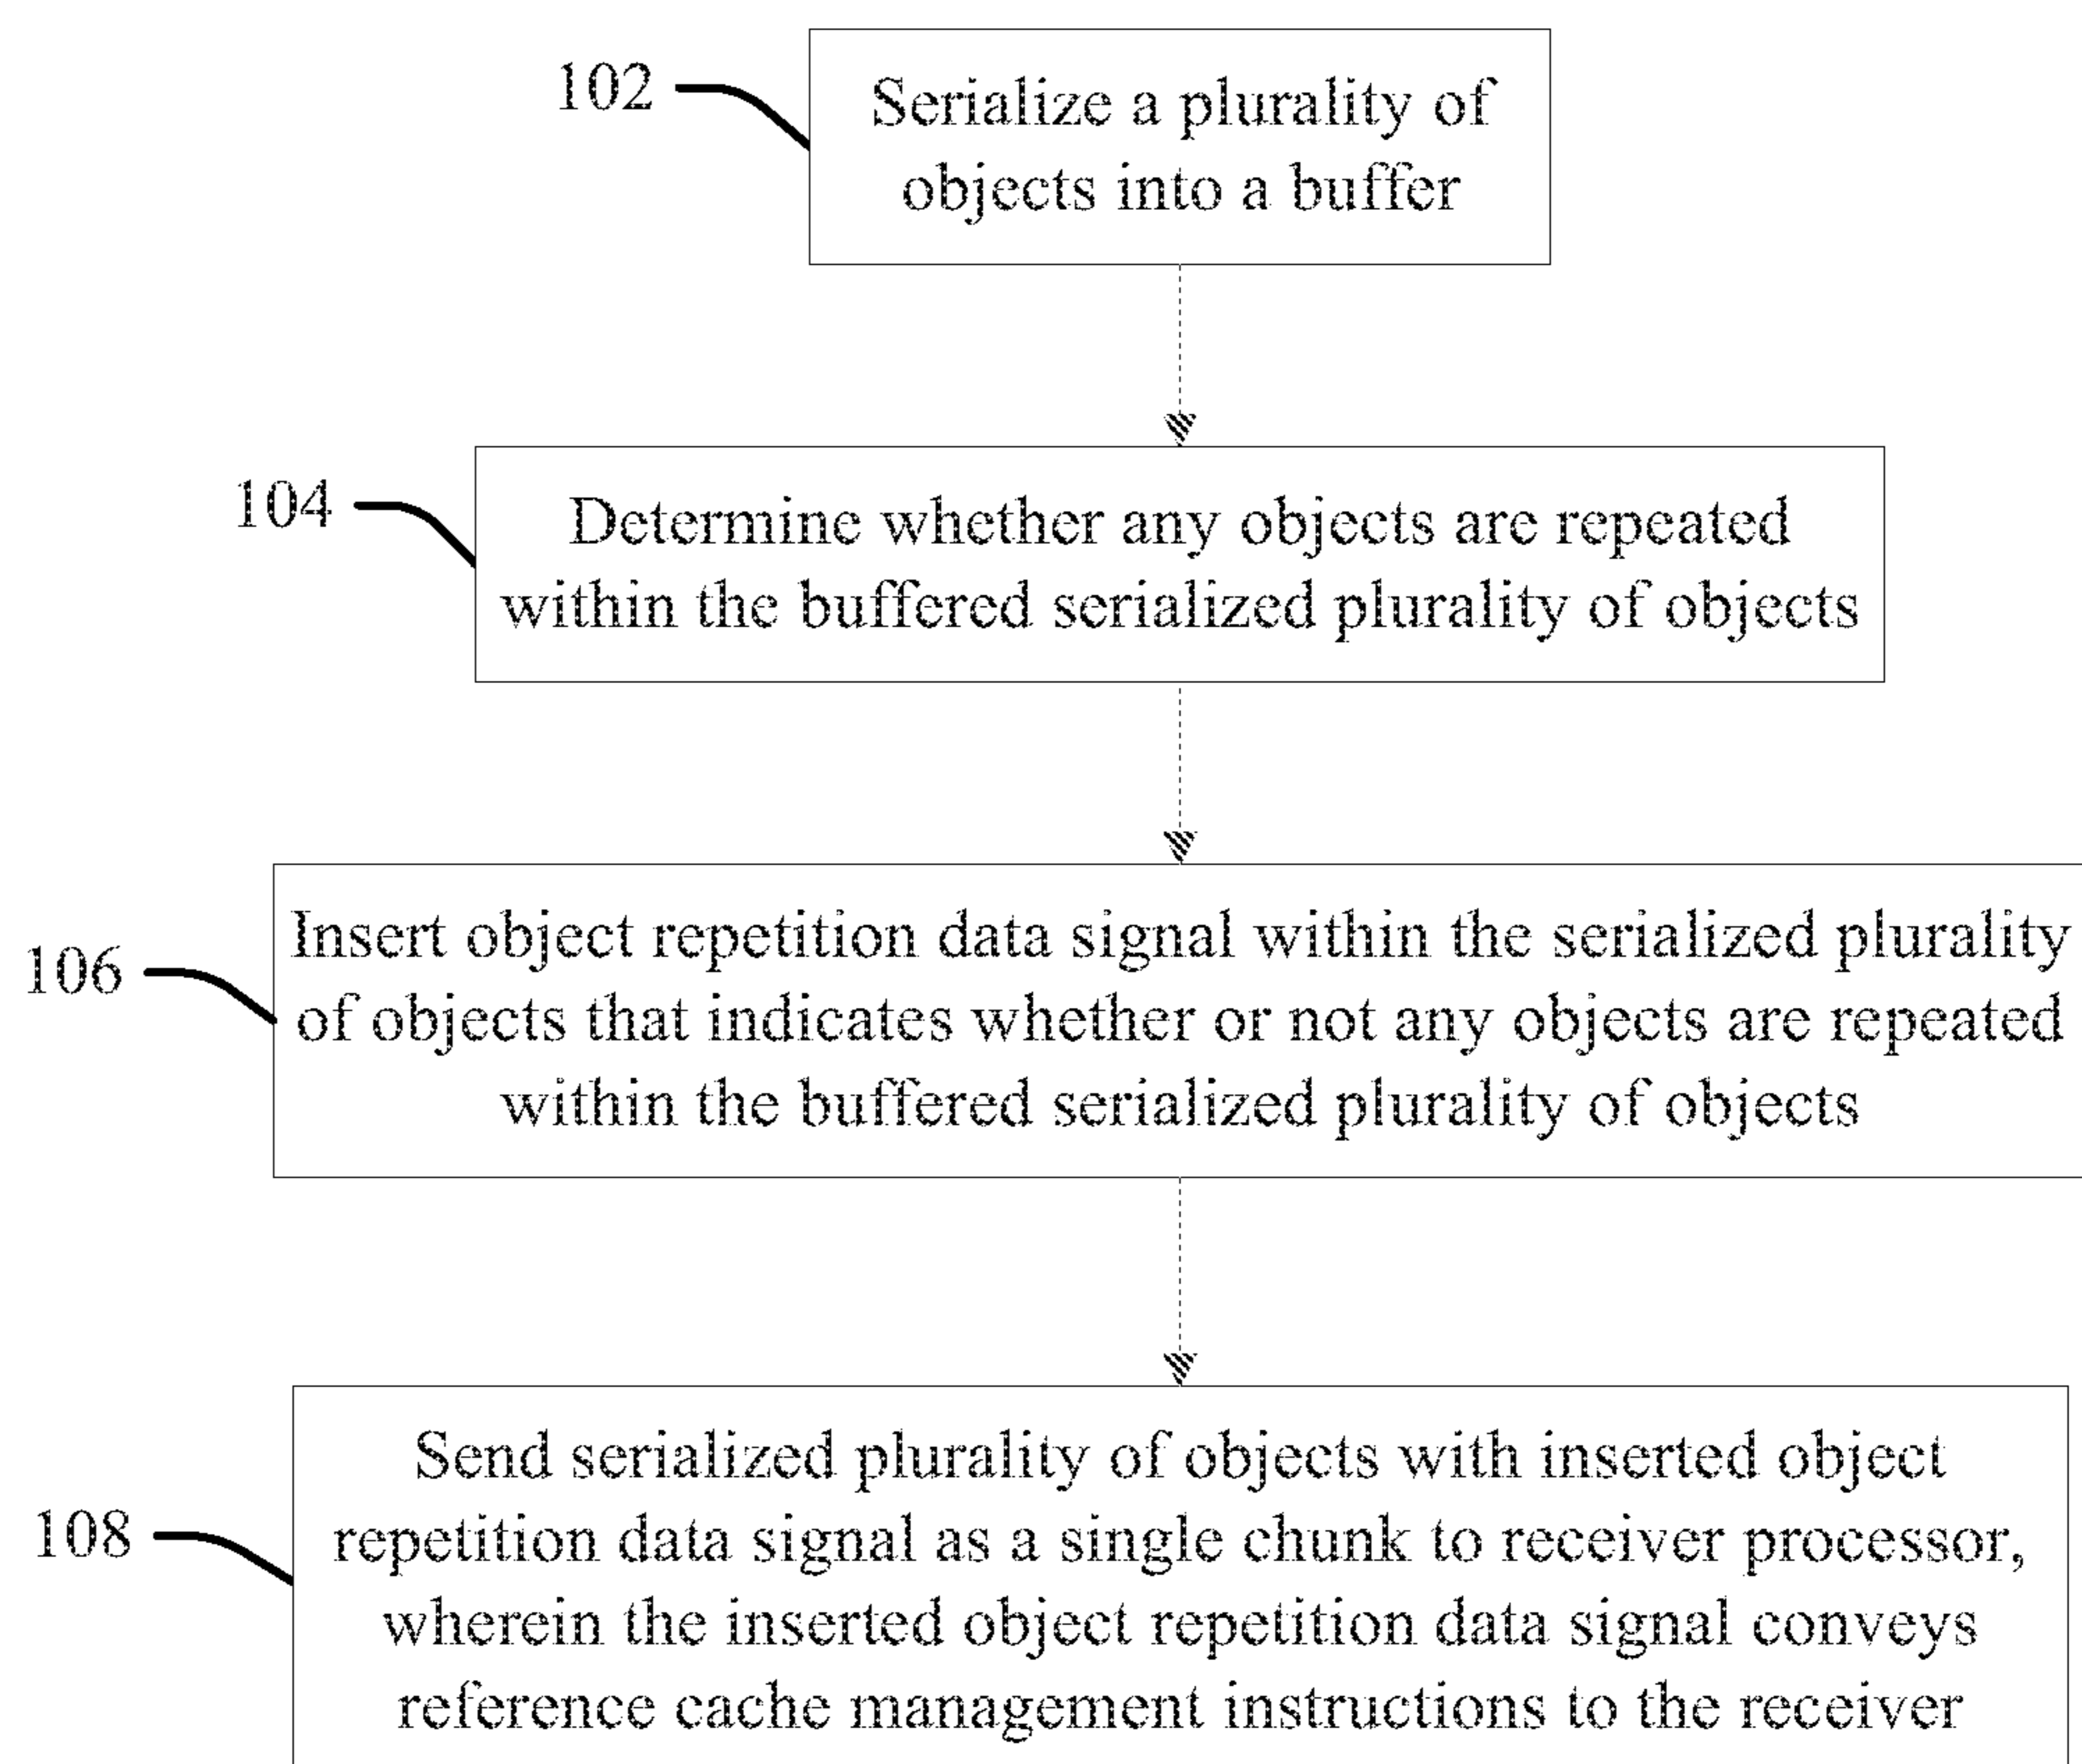 102
Serialize a plurality of
objects into a buffer
104
Determine whether any objects are repeated
within the buffered serialized plurality of objects
106
Insert object repetition data signal within the serialized plurality
of objects that indicates whether or not any objects are repeated
within the buffered serialized plurality of objects
108
Send serialized plurality of objects with inserted object
repetition data signal as a single chunk to receiver processor,
wherein the inserted object repetition data signal conveys
reference cache management instructions to the receiver